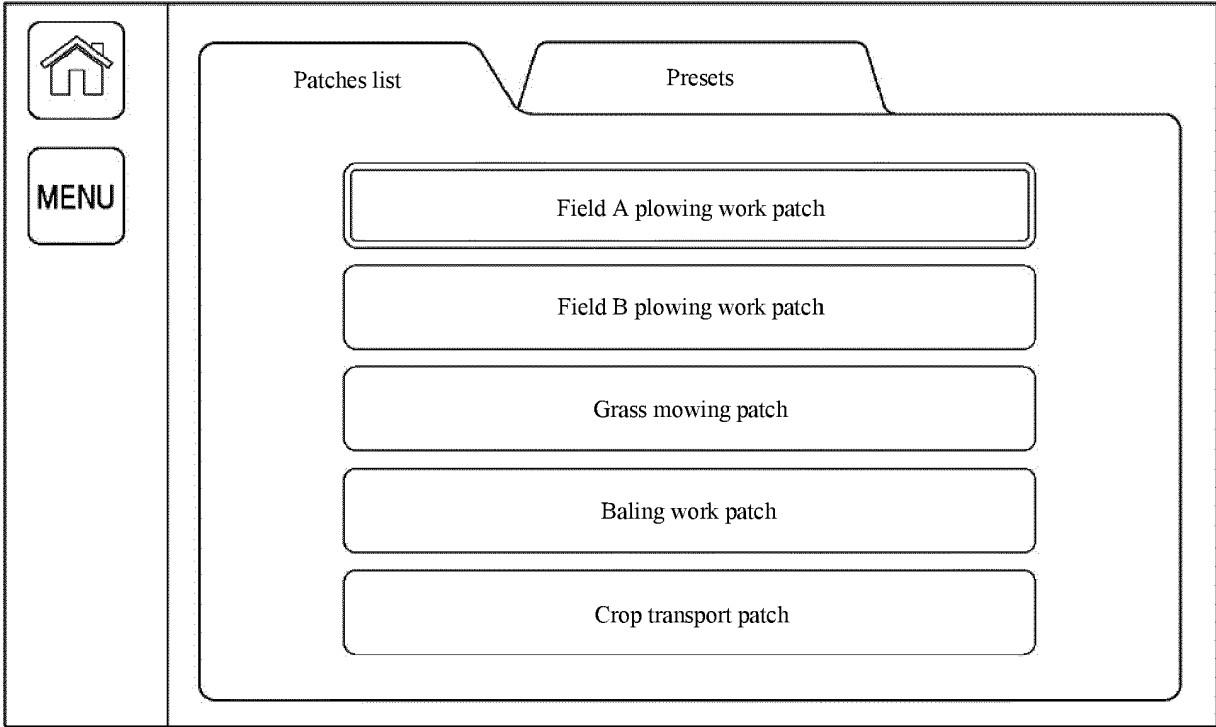 MENU
Patches list
Presets
Field A plowing work patch
Field B plowing work patch
Grass mowing patch
Baling work patch
Crop transport patch